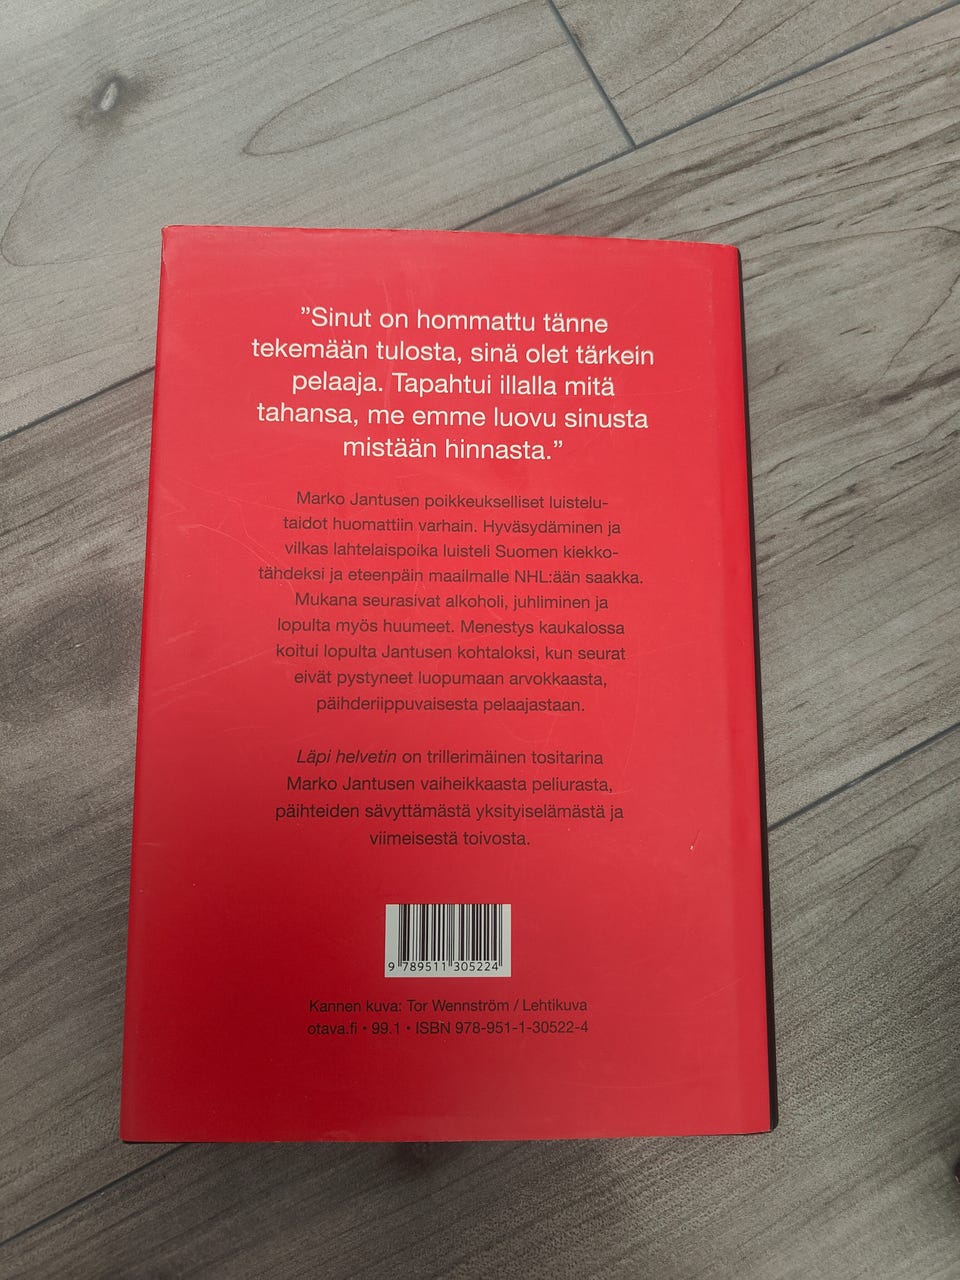 ”Sinut on hommattu tänne
tekemään tulosta, sinä olet tärkein
pelaaja. Tapahtui illalla mitä
tahansa, me emme luovu sinusta
mistään hinnasta.”
Marko Jantusen poikkeukselliset luistelu-
taidot huomattiin varhain. Hyväsydäminen ja
vilkas lahtelaispoika luisteli Suomen kiekko-
tähdeksi ja eteenpäin maailmalle NHL:ään saakka.
Mukana seurasivat alkoholi, juhliminen ja
lopulta myös huumeet. Menestys kaukalossa
koitui lopulta Jantusen kohtaloksi, kun seurat
eivät pystyneet luopumaan arvokkaasta,
päihderiippuvaisesta pelaajastaan.
Läpi helvetin on trillerimäinen tositarina
Marko Jantusen vaiheikkaasta peliurasta,
päihteiden sävyttämästä yksityiselämästä ja
viimeisestä toivosta.
9 789511 305224
Kannen kuva: Tor Wennström / Lehtikuva
otava.fi • 99.1 • ISBN 978-951-1-30522-4